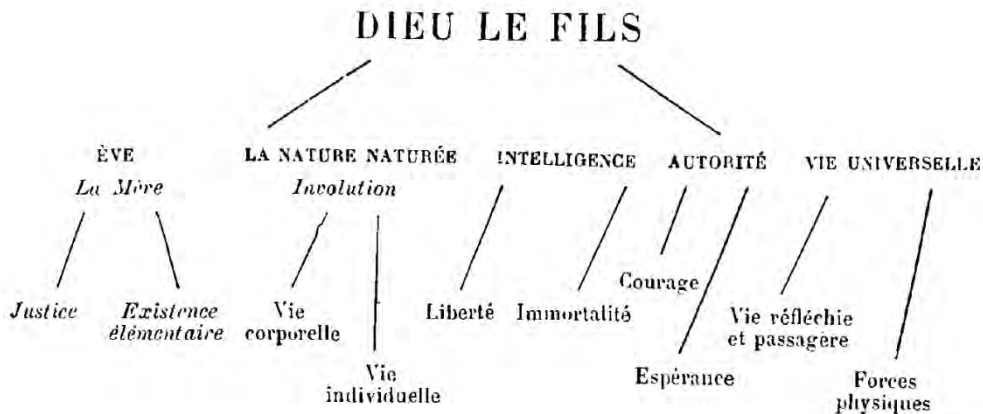 DIEU LE FILS
ÈVE
La Mère
LA NATURE NATURÉE
Involution
INTELLIGENCE
AUTORITÉ
VIE UNIVERSELLE
Justice
Existence
élémentaire
Vie
corporelle
Vie
individuelle
Liberté
Immortalité
Courage
Espérance
Vie réfléchie
et passagère
Forces
physiques